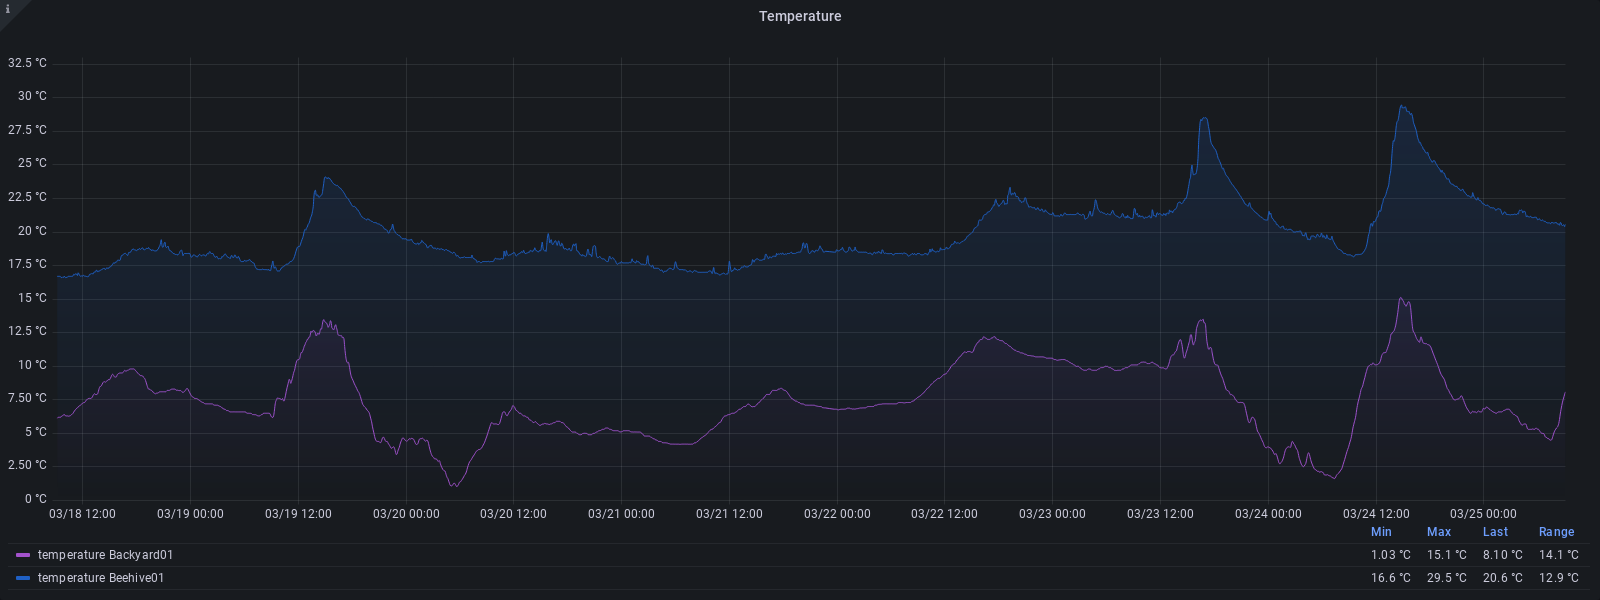 i
Temperature
32.5 °C
30 °C
27.5 °C
25 °C
22.5 °C
20 °C
17.5 °C
15 °C
12.5 °C
10 °C
7.50 °C
5 °C
2.50 °C
0 °C
03/18 12:00 03/19 00:00 03/19 12:00 03/20 00:00 03/20 12:00 03/21 00:00 03/21 12:00 03/22 00:00 03/22 12:00 03/23 00:00 03/23 12:00 03/24 00:00 03/24 12:00 03/25 00:00
Min Max Last Range
temperature Backyard01 1.03 °C 15.1 °C 8.10 °C 14.1 °C
temperature Beehive01 16.6 °C 29.5 °C 20.6 °C 12.9 °C